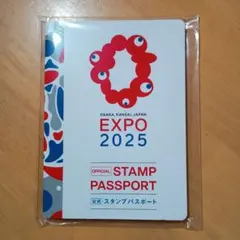 OSAKA, KANSAI, JAPAN
EXPO
2025
OFFICIAL STAMP
PASSPORT
公式 スタンプパスポート